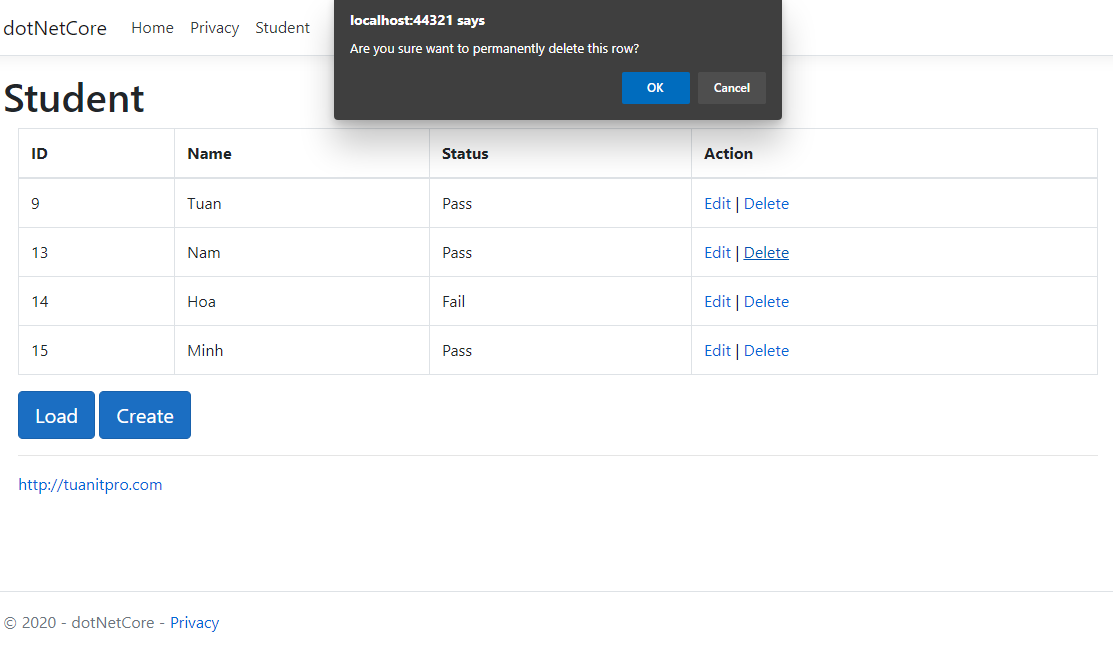 dotNetCore Home Privacy Student
localhost:44321 says
Are you sure want to permanently delete this row?
OK Cancel
Student
ID Name Status Action
9 Tuan Pass Edit | Delete
13 Nam Pass Edit | Delete
14 Hoa Fail Edit | Delete
15 Minh Pass Edit | Delete
Load Create
http://tuanitpro.com
© 2020 - dotNetCore - Privacy